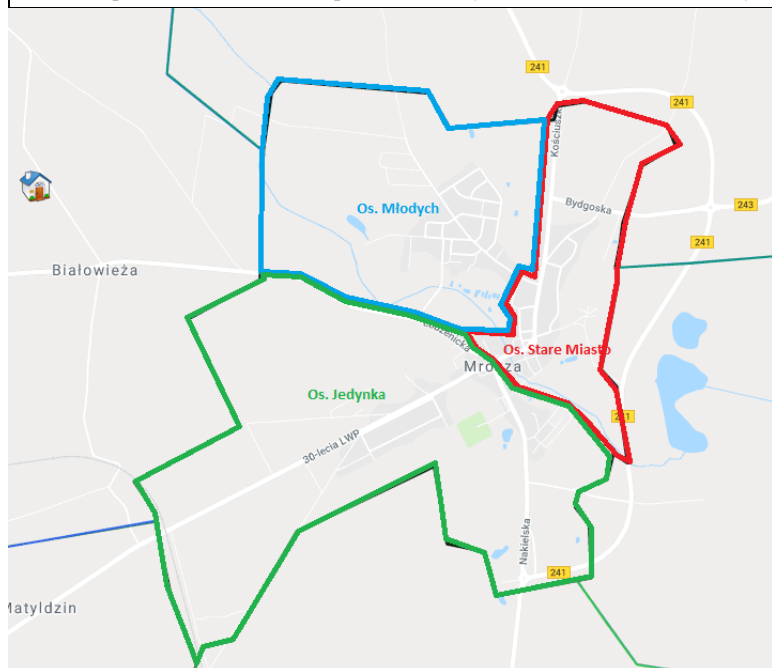 241
241
Kościuszk
Bydgoska
243
Os. Młodych
241
Białowieża
Łobżenicka
Os. Stare Miasto
Mrocza
Os. Jedynka
241
30-lecia LWP
Nakielska
241
Matyldzin